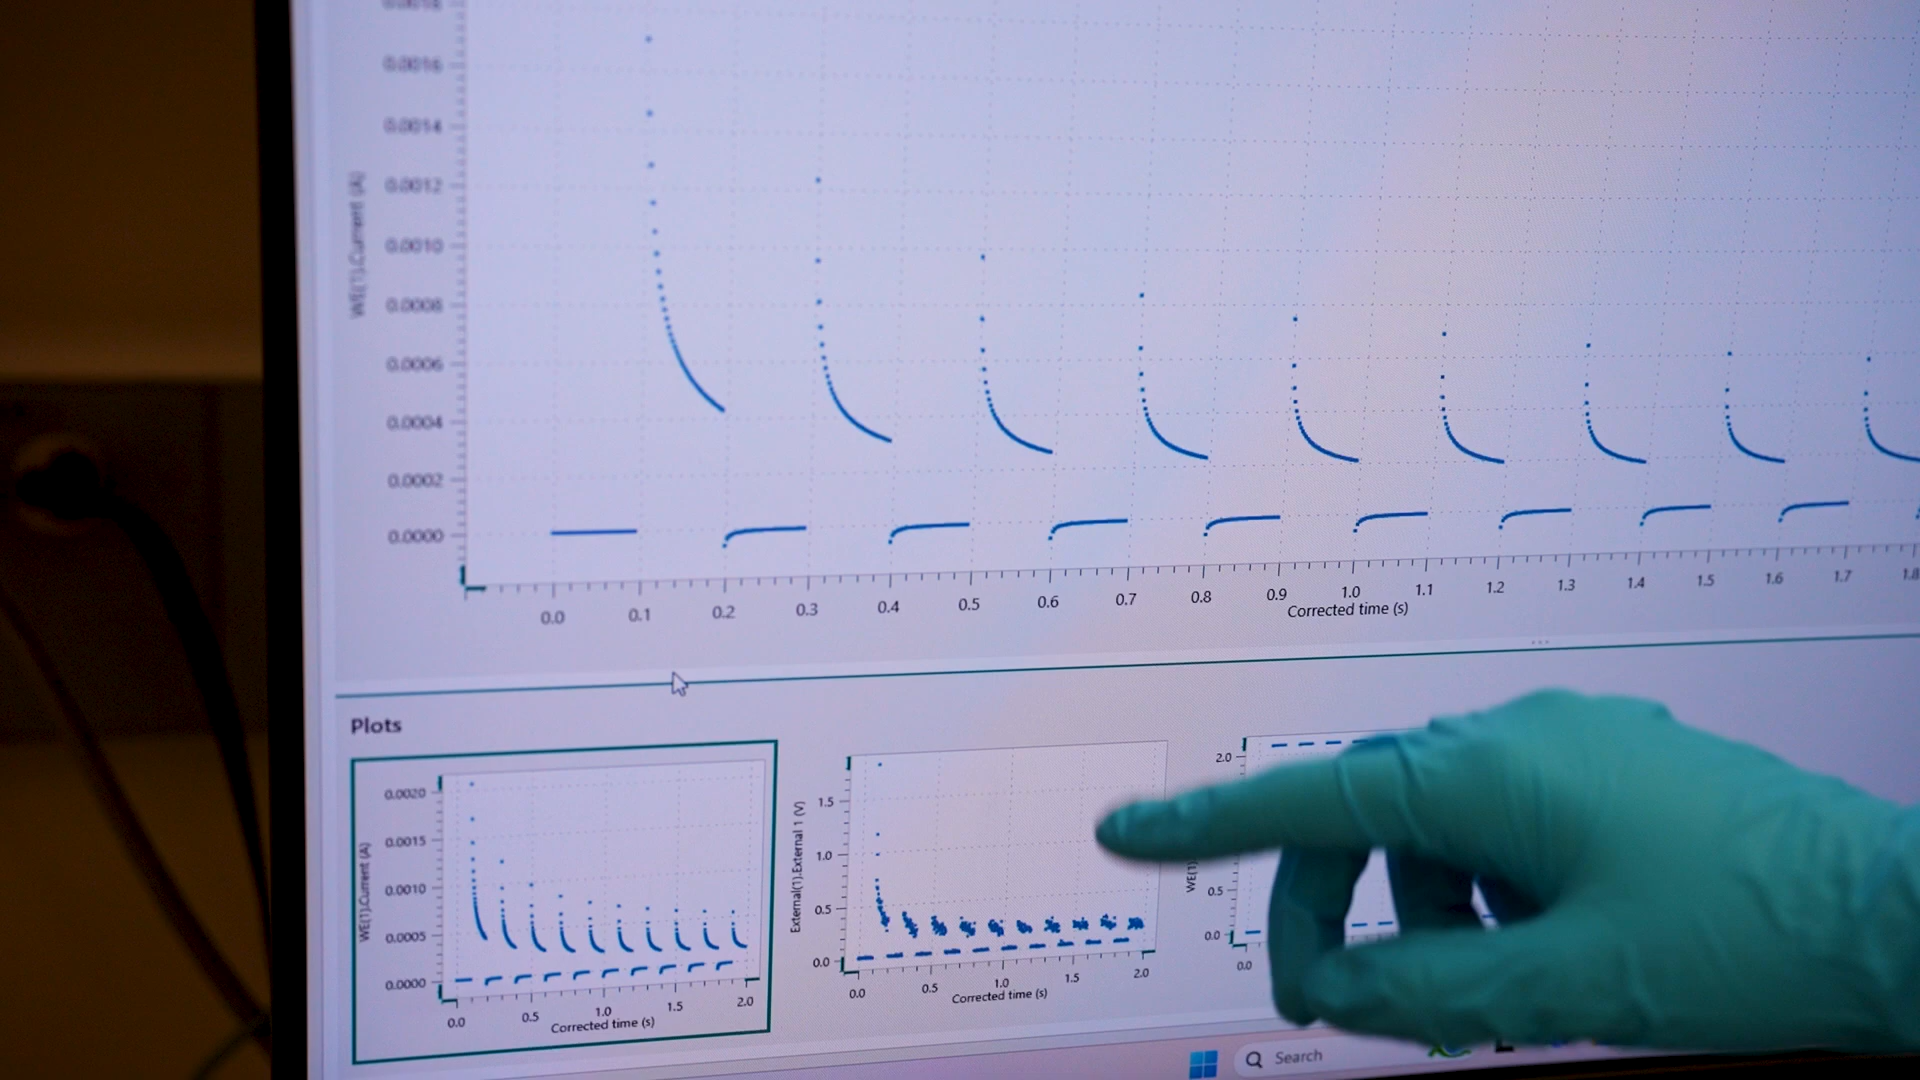 0.0016
0.0014
0.0012
0.0010
0.0008
0.0006
0.0004
0.0002
0.0000
WE(1).Current (A)
0.0 0.1 0.2 0.3 0.4 0.5 0.6 0.7 0.8 0.9 1.0 1.1 1.2 1.3 1.4 1.5 1.6 1.7 1.8
Corrected time (s)
Plots
0.0020
0.0015
0.0010
0.0005
0.0000
WE(1).Current (A)
0.0 0.5 1.0 1.5 2.0
Corrected time (s)
1.5
1.0
0.5
0.0
External(1).External 1 (V)
0.0 0.5 1.0 1.5 2.0
Corrected time (s)
2.0
0.5
0.0
WE(1)
0.0
Search